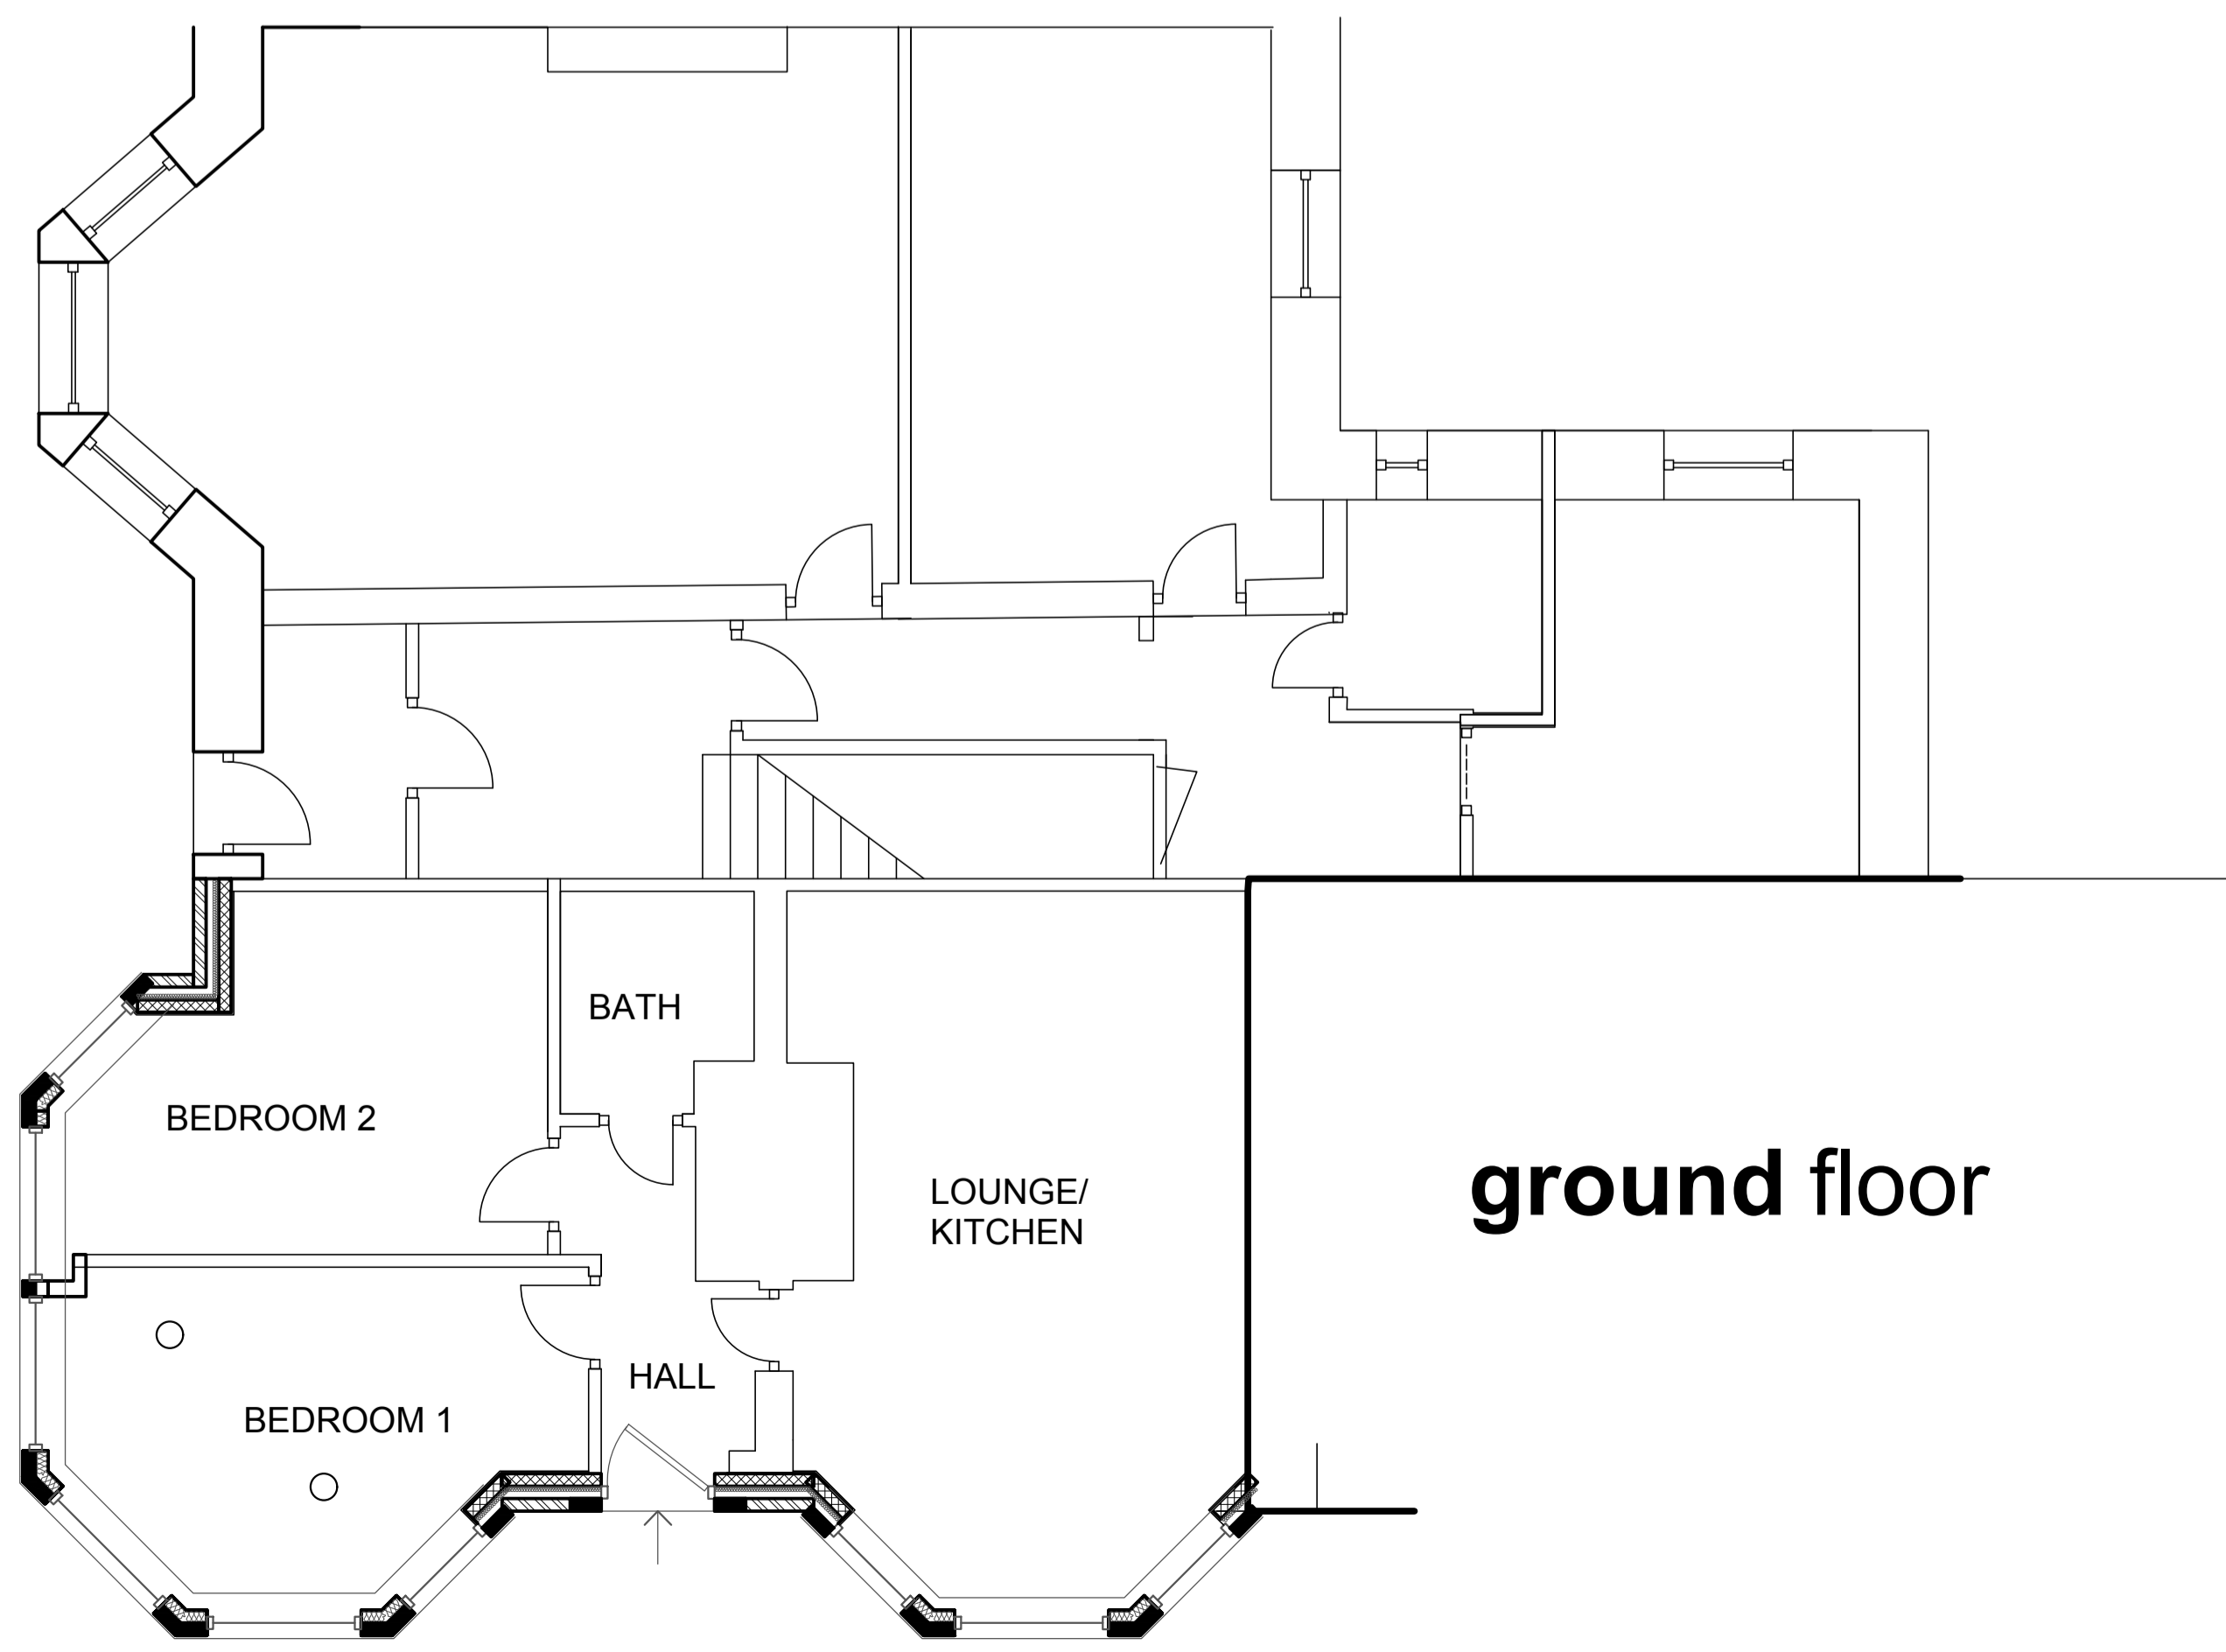 BATH
BEDROOM 2
LOUNGE/
KITCHEN
ground floor
HALL
BEDROOM 1